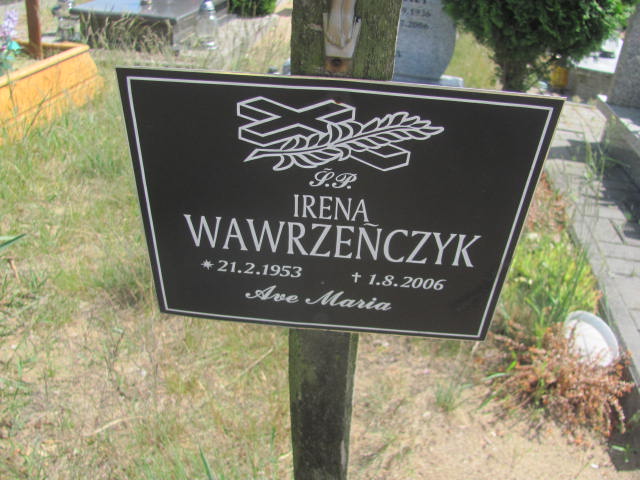 Ś.P.
IRENA
WAWRZEŃCZYK
* 21.2.1953 † 1.8.2006
Ave Maria